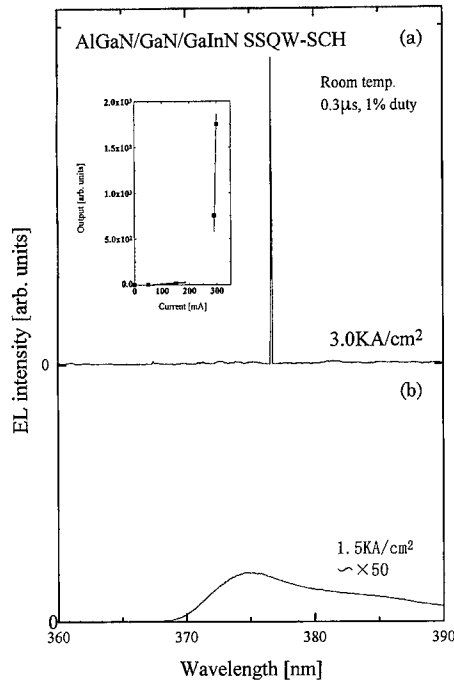 AlGaN/GaN/GaInN SSQW-SCH
(a)
Room temp.
0.3μs, 1% duty
2.0x10³
1.5x10³
1.0x10³
5.0x10²
0.0
0 100 200 300
Output [arb. units]
Current [mA]
3.0KA/cm²
0
EL intensity [arb. units]
(b)
1.5KA/cm²
∽×50
0
360 370 380 390
Wavelength [nm]